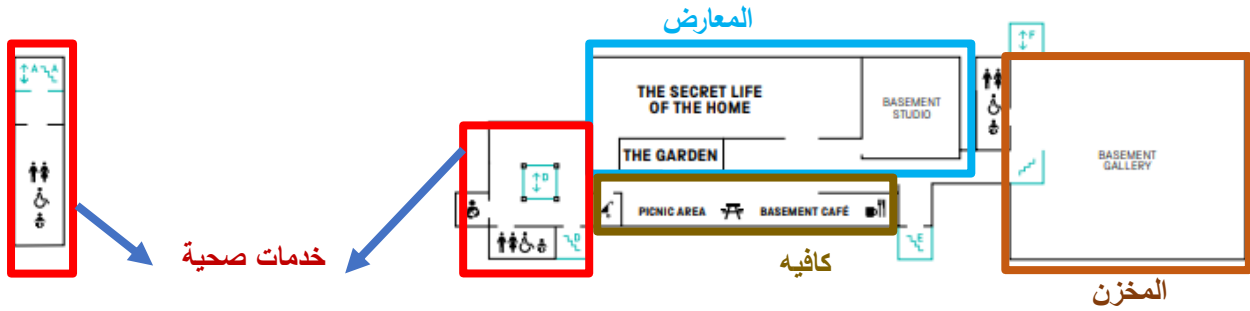 المعارض
F
A A
THE SECRET LIFE
OF THE HOME
BASEMENT
STUDIO
THE GARDEN
BASEMENT
GALLERY
D
PICNIC AREA
BASEMENT CAFÉ
D
E
خدمات صحية
كافيه
المخزن